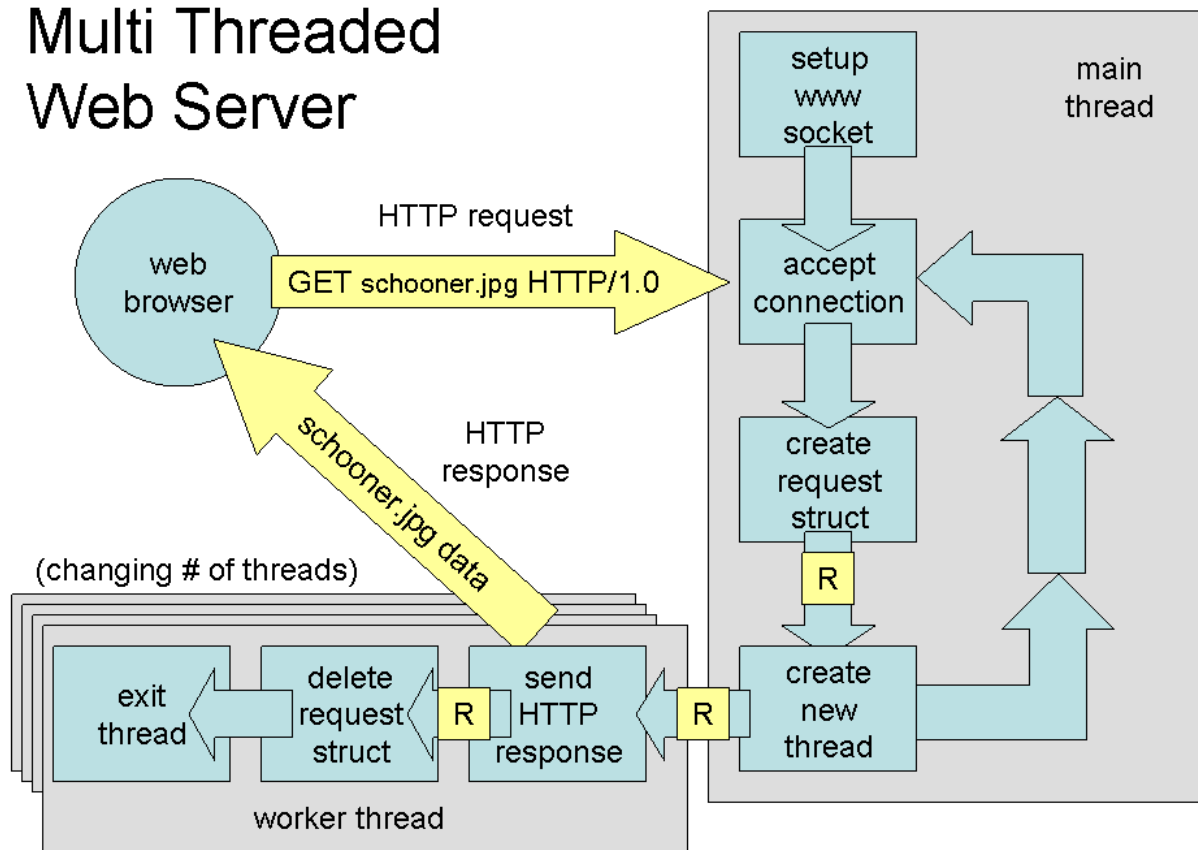 Multi Threaded
Web Server
setup
www
socket
main
thread
HTTP request
web
browser
GET schooner.jpg HTTP/1.0
accept
connection
HTTP
response
schooner.jpg data
create
request
struct
R
(changing # of threads)
exit
thread
delete
request
struct
R
send
HTTP
response
R
create
new
thread
worker thread